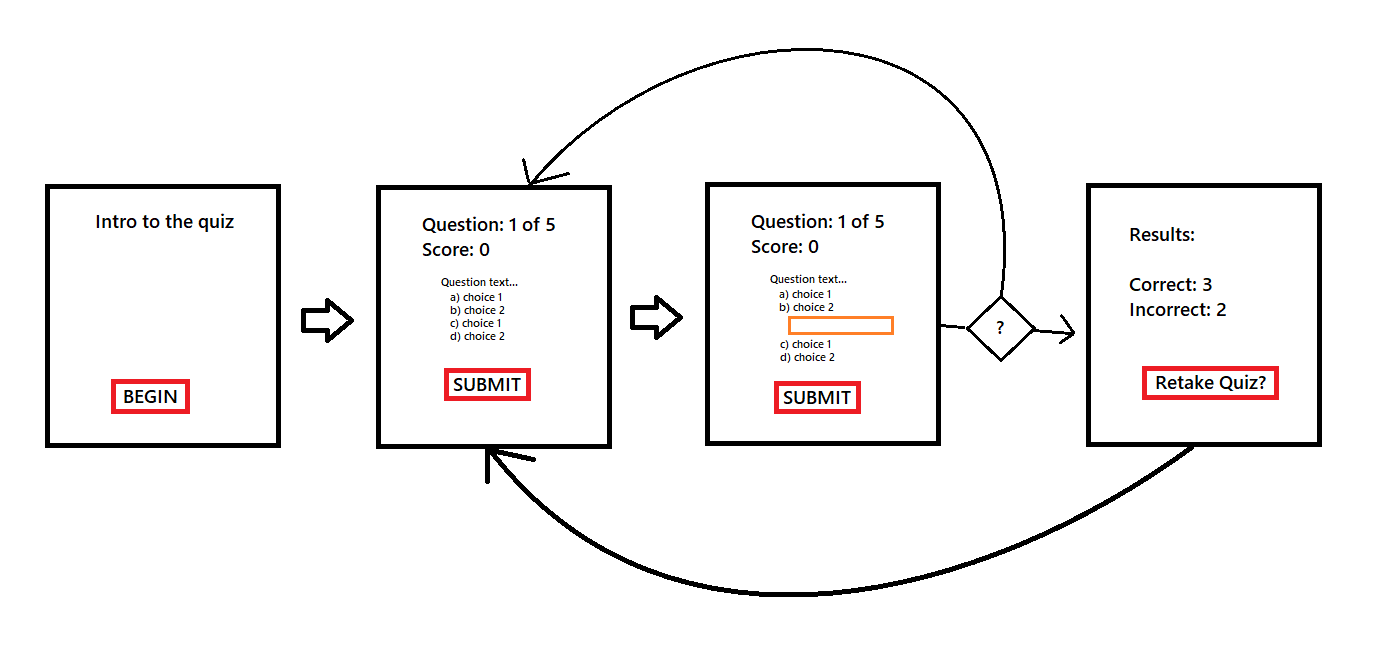 Intro to the quiz
BEGIN
Question: 1 of 5
Score: 0
Question text...
a) choice 1
b) choice 2
c) choice 1
d) choice 2
SUBMIT
Question: 1 of 5
Score: 0
Question text...
a) choice 1
b) choice 2
c) choice 1
d) choice 2
SUBMIT
?
Results:
Correct: 3
Incorrect: 2
Retake Quiz?